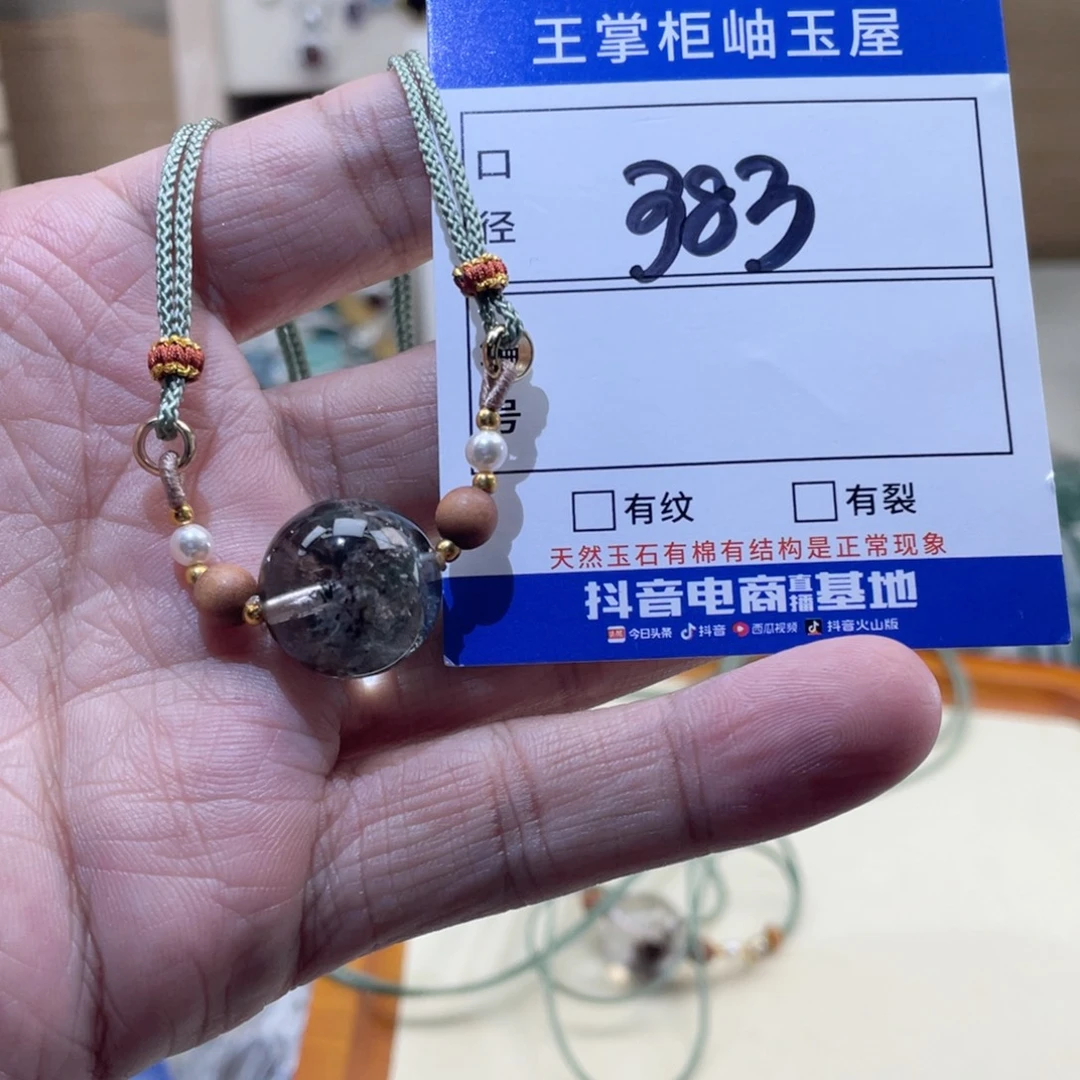 王掌柜岫玉屋
口径
383
号
有纹 有裂
天然玉石有棉有结构是正常现象
抖音电商直播基地
今日头条 抖音 西瓜视频 抖音火山版